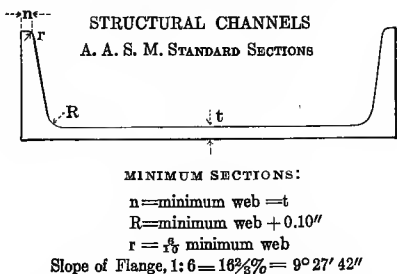 STRUCTURAL CHANNELS
A. A. S. M. STANDARD SECTIONS
n
r
R
t
MINIMUM SECTIONS:
n=minimum web=t
R=minimum web + 0.10"
r = 6/10 minimum web
Slope of Flange, 1:6=16⅔%= 9° 27' 42"